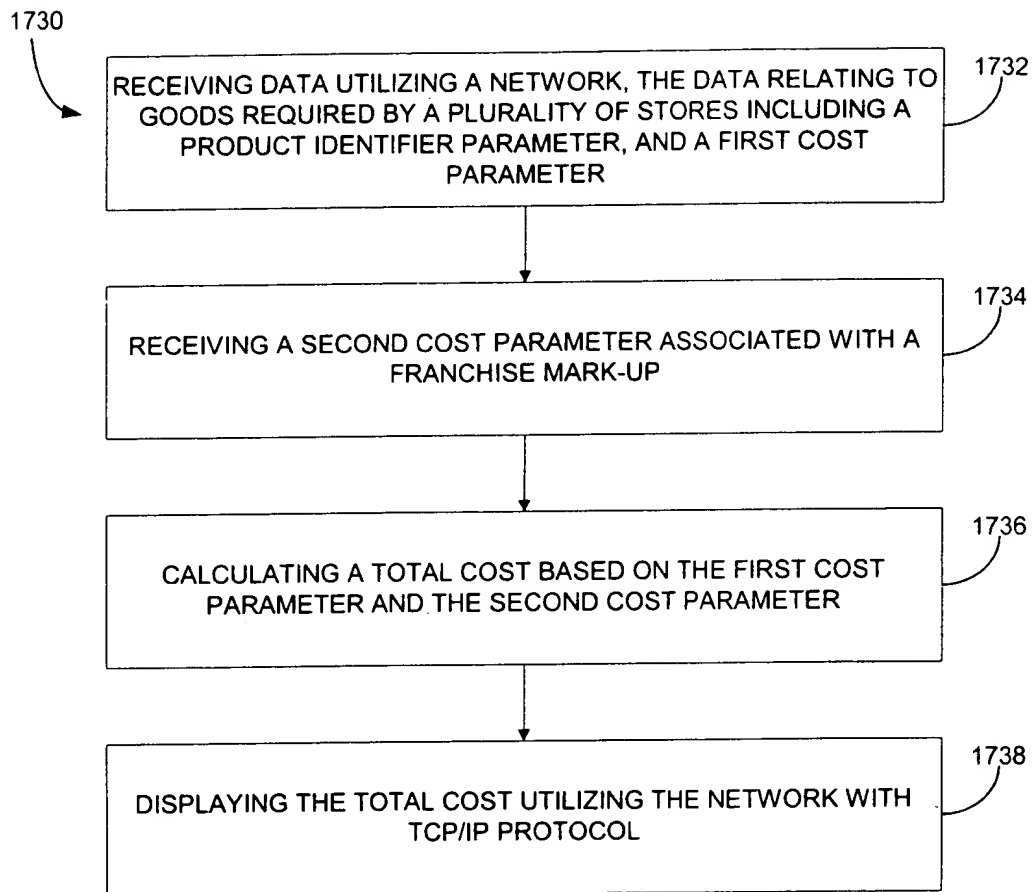 1730
RECEIVING DATA UTILIZING A NETWORK, THE DATA RELATING TO
GOODS REQUIRED BY A PLURALITY OF STORES INCLUDING A
PRODUCT IDENTIFIER PARAMETER, AND A FIRST COST
PARAMETER
1732
RECEIVING A SECOND COST PARAMETER ASSOCIATED WITH A
FRANCHISE MARK-UP
1734
CALCULATING A TOTAL COST BASED ON THE FIRST COST
PARAMETER AND THE SECOND COST PARAMETER
1736
DISPLAYING THE TOTAL COST UTILIZING THE NETWORK WITH
TCP/IP PROTOCOL
1738